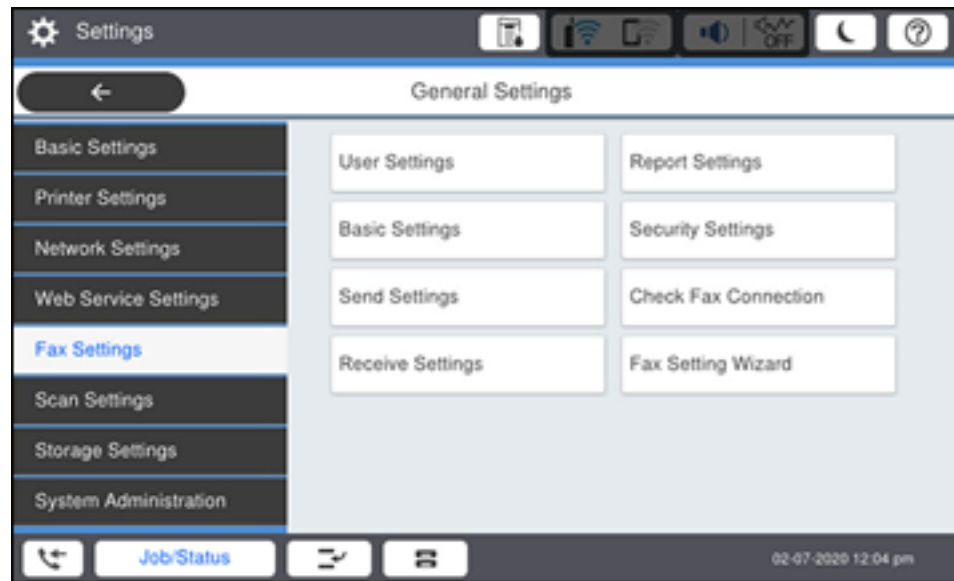 Settings
OFF
General Settings
Basic Settings
Printer Settings
Network Settings
Web Service Settings
Fax Settings
Scan Settings
Storage Settings
System Administration
User Settings
Report Settings
Basic Settings
Security Settings
Send Settings
Check Fax Connection
Receive Settings
Fax Setting Wizard
Job/Status
02-07-2020 12:04 pm